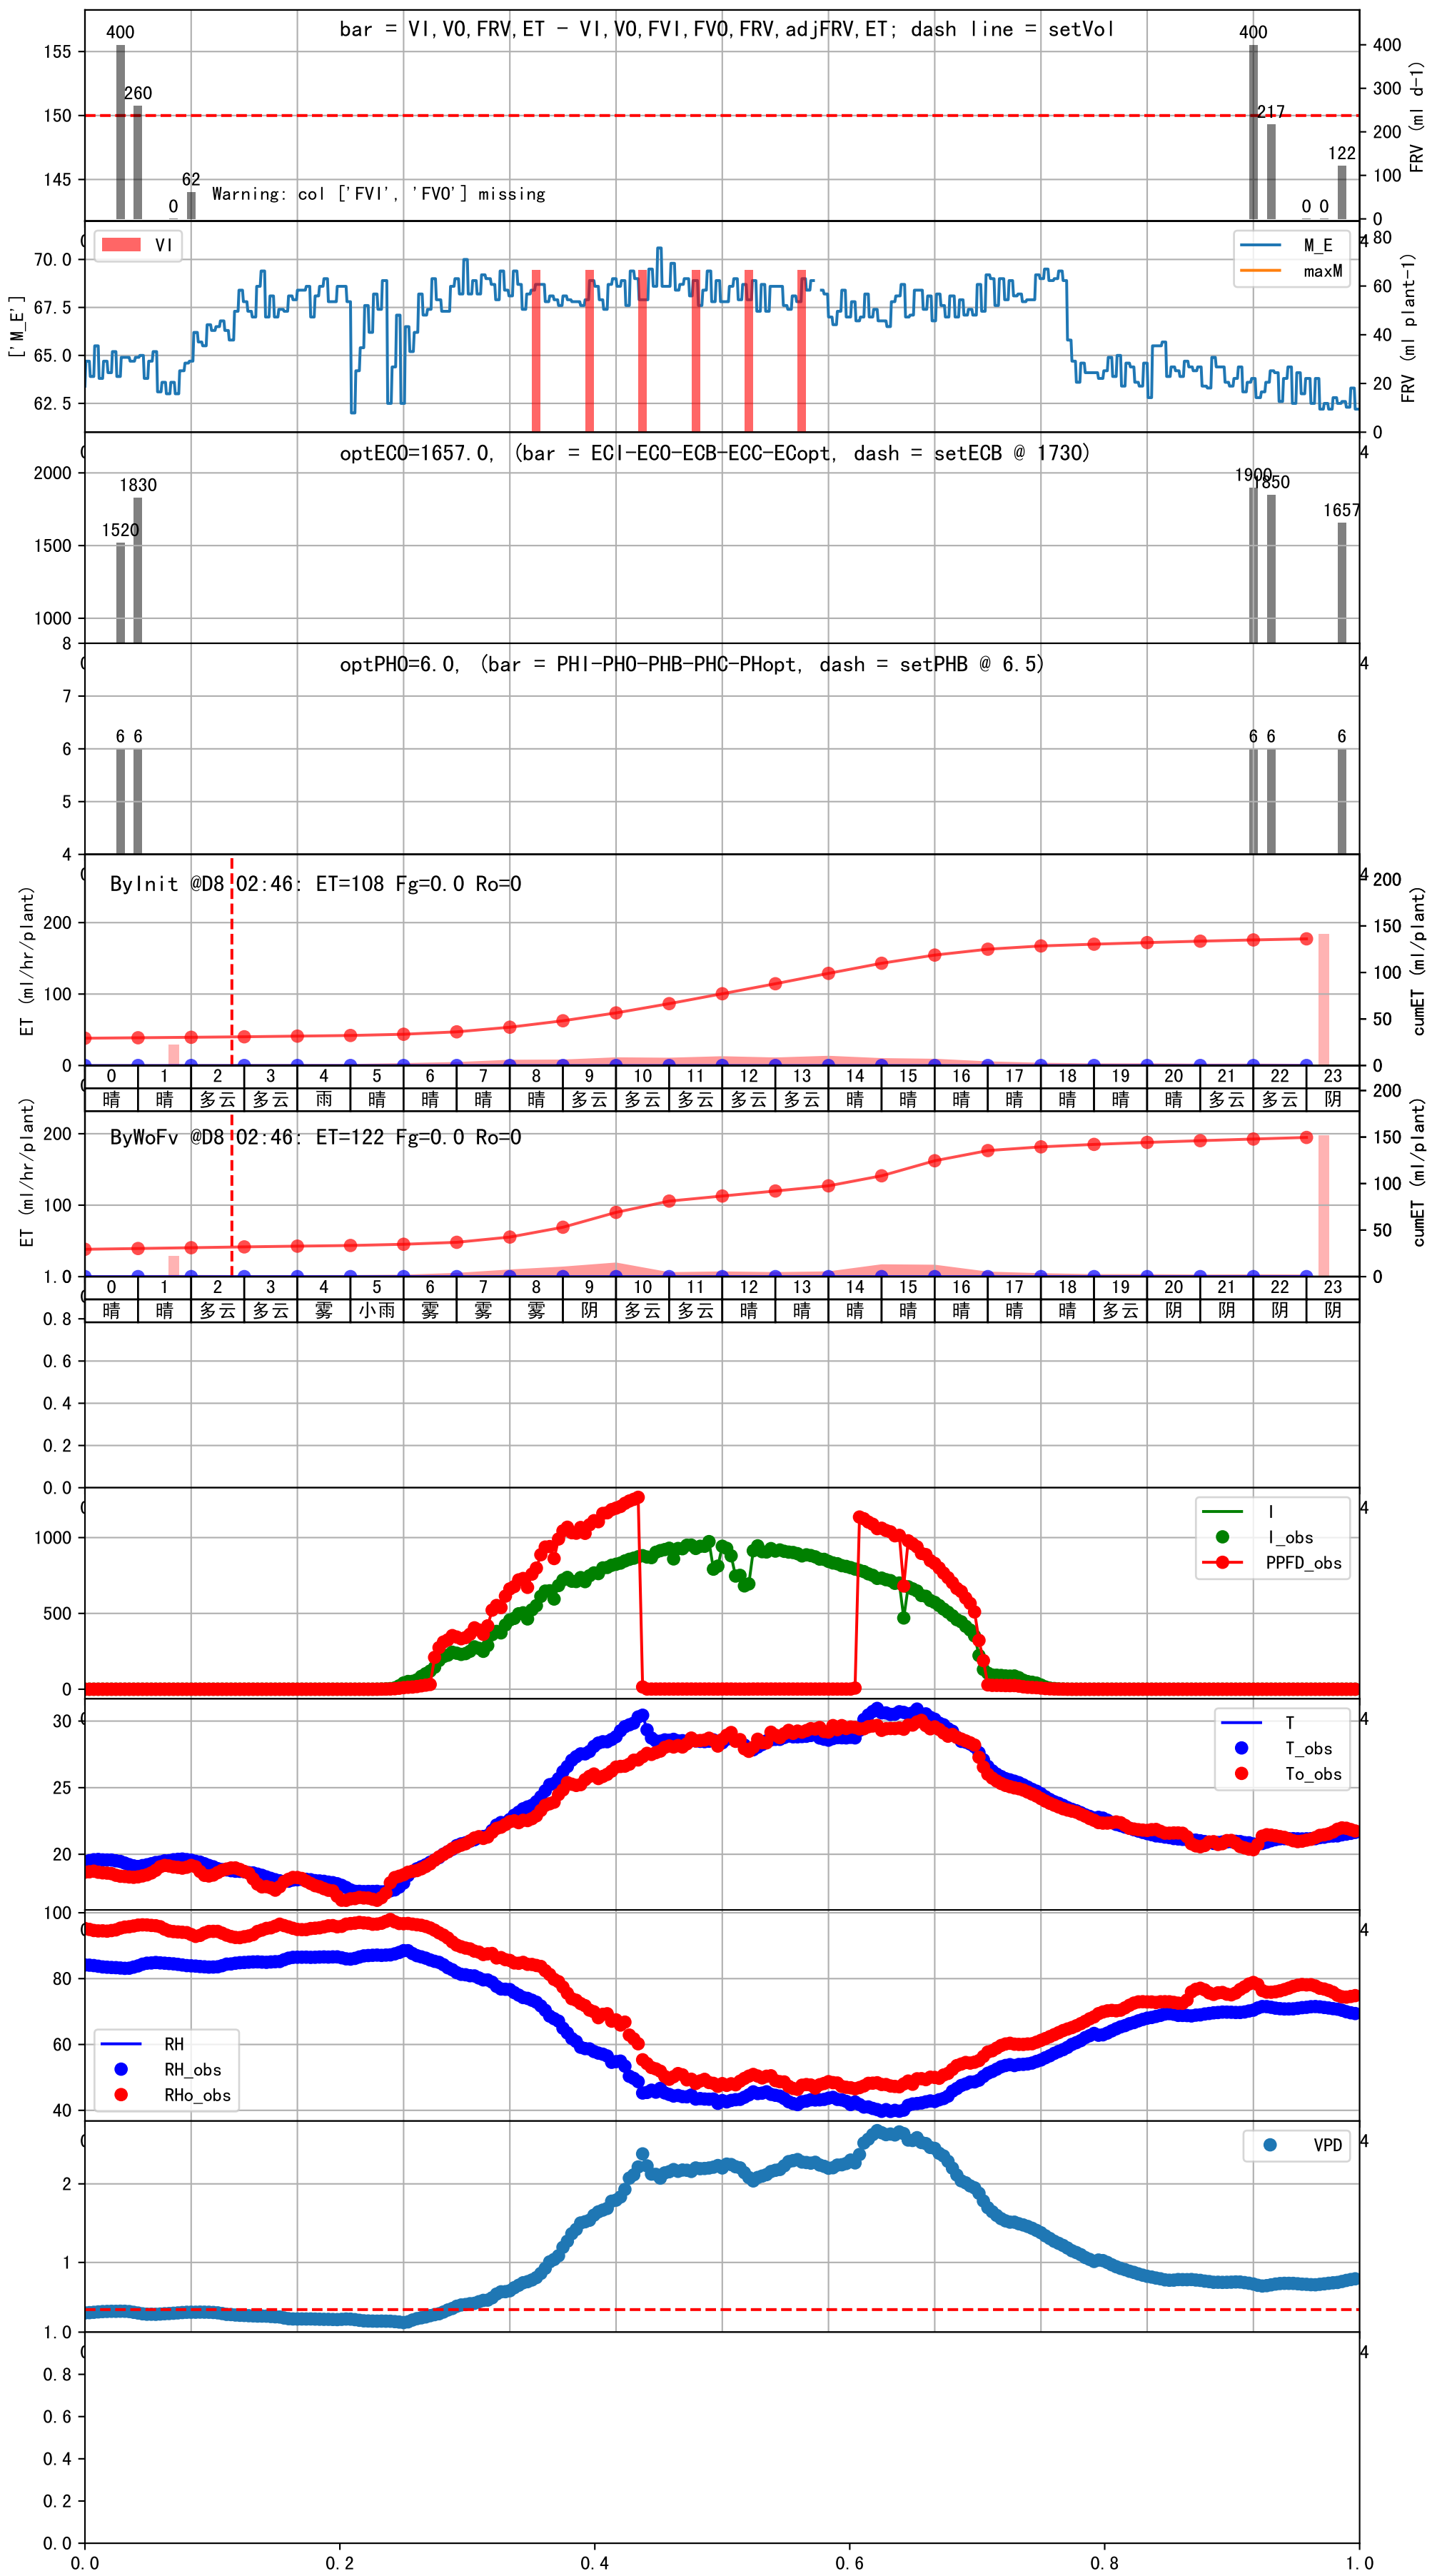 bar = VI,VO,FRV,ET - VI,VO,FVI,FVO,FRV,adjFRV,ET; dash line = setVol
400
260
0
62
Warning: col ['FVI', 'FVO'] missing
400
217
0 0
122
155
150
145
400
300
200
100
0
FRV (ml d-1)
VI
M_E
maxM
['M_E']
70.0
67.5
65.0
62.5
80
60
40
20
0
FRV (ml plant-1)
optECO=1657.0, (bar = ECI-ECO-ECB-ECC-ECopt, dash = setECB @ 1730)
1520
1830
1900
1850
1657
2000
1500
1000
optPHO=6.0, (bar = PHI-PHO-PHB-PHC-PHopt, dash = setPHB @ 6.5)
6 6
6 6
6
8
7
6
5
4
ByInit @D8 02:46: ET=108 Fg=0.0 Ro=0
ET (ml/hr/plant)
200
100
0
200
150
100
50
0
cumET (ml/plant)
0 1 2 3 4 5 6 7 8 9 10 11 12 13 14 15 16 17 18 19 20 21 22 23
晴 晴 多云 多云 雨 晴 晴 晴 晴 多云 多云 多云 多云 多云 晴 晴 晴 晴 晴 晴 晴 多云 多云 阴
ByWoFv @D8 02:46: ET=122 Fg=0.0 Ro=0
ET (ml/hr/plant)
200
100
200
150
100
50
0
cumET (ml/plant)
0 1 2 3 4 5 6 7 8 9 10 11 12 13 14 15 16 17 18 19 20 21 22 23
晴 晴 多云 多云 雾 小雨 雾 雾 雾 阴 多云 多云 晴 晴 晴 晴 晴 晴 晴 多云 阴 阴 阴 阴
1.0
0.8
0.6
0.4
0.2
0.0
I
I_obs
PPFD_obs
1000
500
0
T
T_obs
To_obs
30
25
20
RH
RH_obs
RHo_obs
100
80
60
40
VPD
2
1
1.0
0.8
0.6
0.4
0.2
0.0
0.0 0.2 0.4 0.6 0.8 1.0